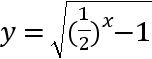 y = √((1/2)^x − 1)